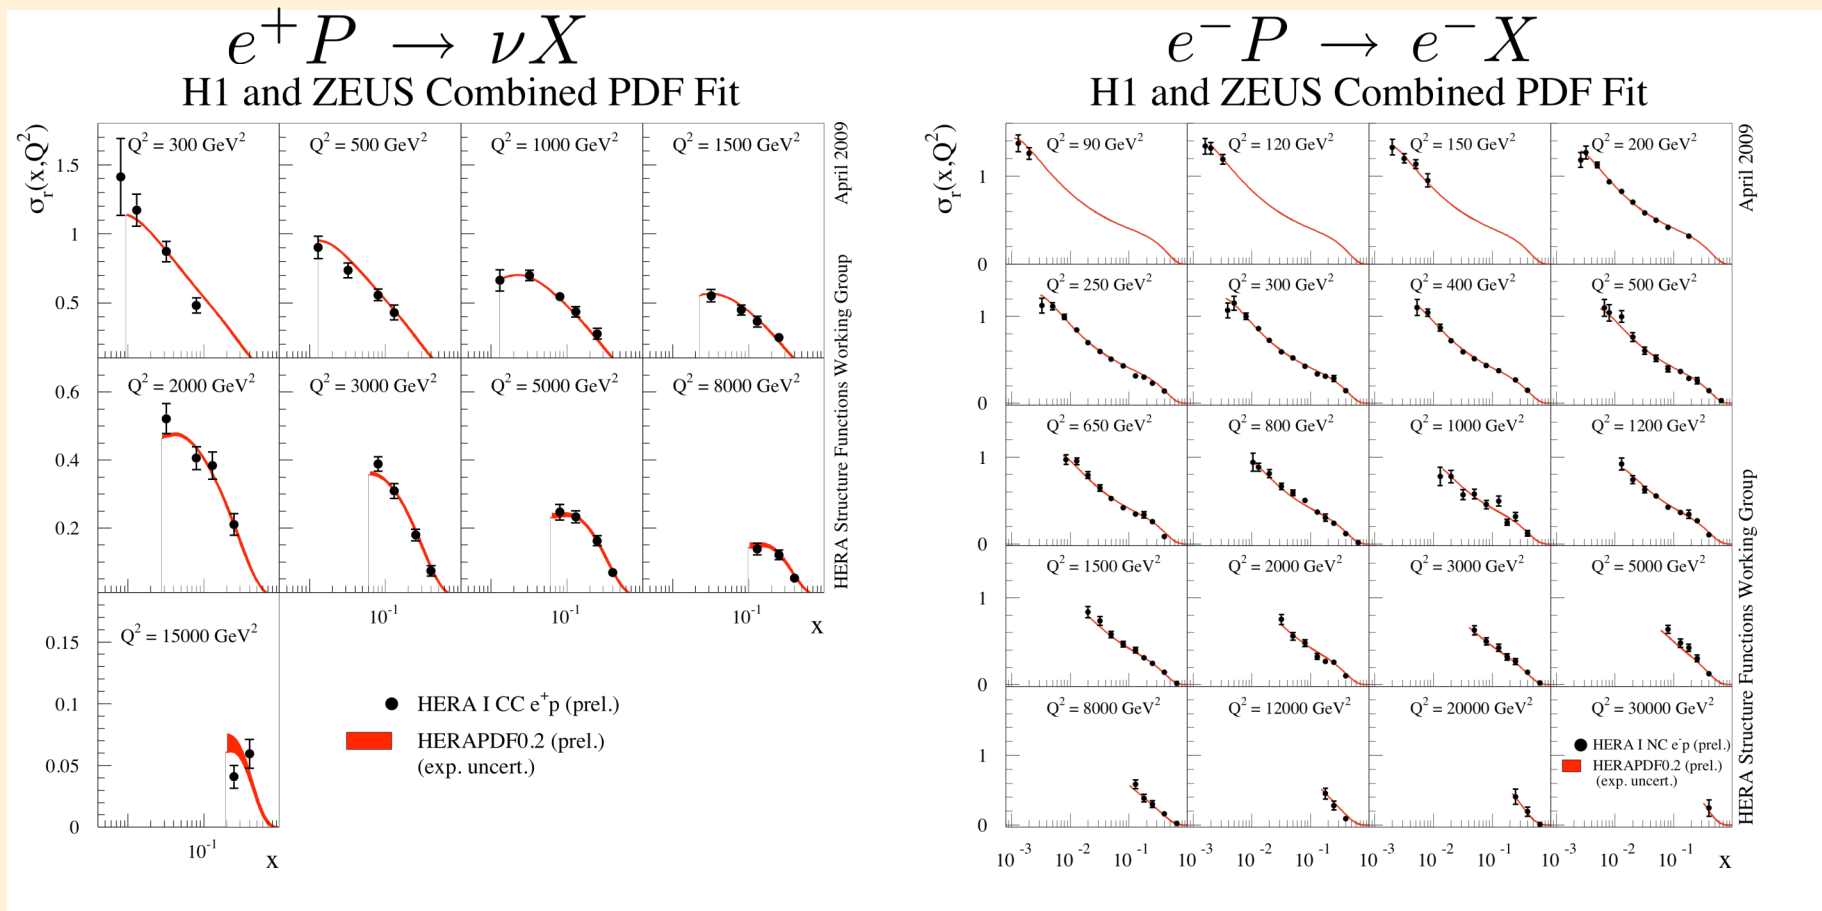 e⁺P → νX
H1 and ZEUS Combined PDF Fit
σᵣ(x,Q²)
April 2009
HERA Structure Functions Working Group
Q² = 300 GeV²
Q² = 500 GeV²
Q² = 1000 GeV²
Q² = 1500 GeV²
1.5
1
0.5
Q² = 2000 GeV²
Q² = 3000 GeV²
Q² = 5000 GeV²
Q² = 8000 GeV²
0.6
0.4
0.2
10⁻¹
10⁻¹
10⁻¹
x
Q² = 15000 GeV²
0.15
0.1
0.05
0
10⁻¹
x
HERA I CC e⁺p (prel.)
HERAPDF0.2 (prel.)
(exp. uncert.)
e⁻P → e⁻X
H1 and ZEUS Combined PDF Fit
σᵣ(x,Q²)
April 2009
HERA Structure Functions Working Group
Q² = 90 GeV²
Q² = 120 GeV²
Q² = 150 GeV²
Q² = 200 GeV²
1
0
Q² = 250 GeV²
Q² = 300 GeV²
Q² = 400 GeV²
Q² = 500 GeV²
1
0
Q² = 650 GeV²
Q² = 800 GeV²
Q² = 1000 GeV²
Q² = 1200 GeV²
1
0
Q² = 1500 GeV²
Q² = 2000 GeV²
Q² = 3000 GeV²
Q² = 5000 GeV²
1
0
Q² = 8000 GeV²
Q² = 12000 GeV²
Q² = 20000 GeV²
Q² = 30000 GeV²
1
0
HERA I NC e⁻p (prel.)
HERAPDF0.2 (prel.)
(exp. uncert.)
10⁻³
10⁻²
10⁻¹
10⁻³
10⁻²
10⁻¹
10⁻³
10⁻²
10⁻¹
10⁻³
10⁻²
10⁻¹
x